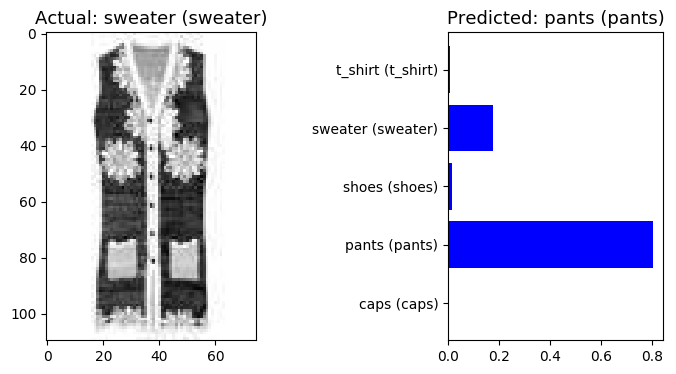 Actual: sweater (sweater)
0
20
40
60
80
100
0
20
40
60
Predicted: pants (pants)
t_shirt (t_shirt)
sweater (sweater)
shoes (shoes)
pants (pants)
caps (caps)
0.0
0.2
0.4
0.6
0.8